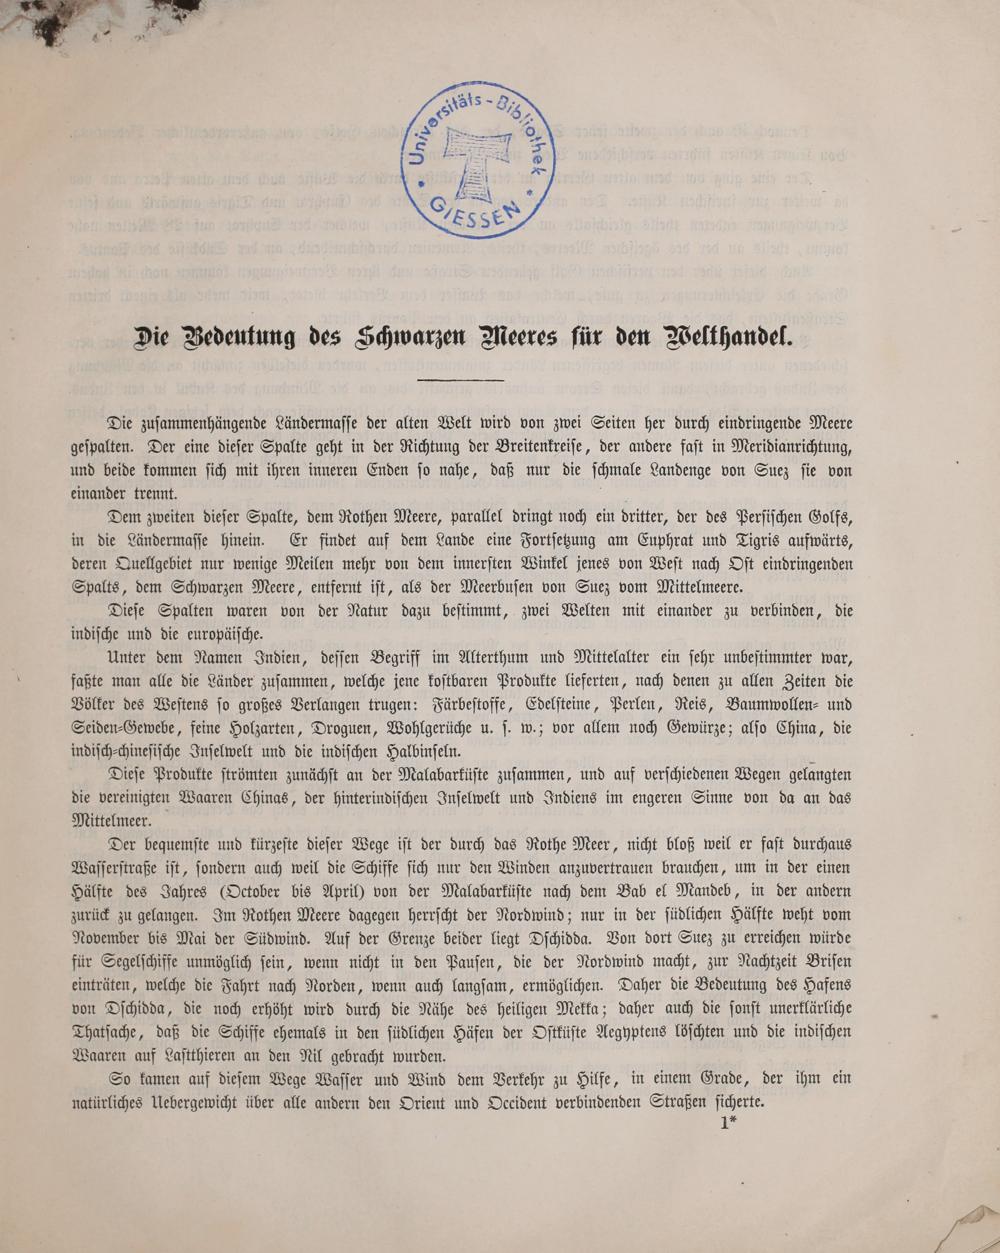 Universitäts-Bibliothek
GIESSEN
Die Bedeutung des Schwarzen Meeres für den Welthandel.
Die zusammenhängende Ländermasse der alten Welt wird von zwei Seiten her durch eindringende Meere
gespalten. Der eine dieser Spalte geht in der Richtung der Breitenkreise, der andere fast in Meridianrichtung,
und beide kommen sich mit ihren inneren Enden so nahe, daß nur die schmale Landenge von Suez sie von
einander trennt.
Dem zweiten dieser Spalte, dem Rothen Meere, parallel dringt noch ein dritter, der des Persischen Golfs,
in die Ländermasse hinein. Er findet auf dem Lande eine Fortsetzung am Euphrat und Tigris aufwärts,
deren Quellgebiet nur wenige Meilen mehr von dem innersten Winkel jenes von West nach Ost eindringenden
Spalts, dem Schwarzen Meere, entfernt ist, als der Meerbusen von Suez vom Mittelmeere.
Diese Spalten waren von der Natur dazu bestimmt, zwei Welten mit einander zu verbinden, die
indische und die europäische.
Unter dem Namen Indien, dessen Begriff im Alterthum und Mittelalter ein sehr unbestimmter war,
faßte man alle die Länder zusammen, welche jene kostbaren Produkte lieferten, nach denen zu allen Zeiten die
Völker des Westens so großes Verlangen trugen: Färbestoffe, Edelsteine, Perlen, Reis, Baumwollen- und
Seiden-Gewebe, feine Holzarten, Droguen, Wohlgerüche u. s. w.; vor allem noch Gewürze; also China, die
indisch-chinesische Inselwelt und die indischen Halbinseln.
Diese Produkte strömten zunächst an der Malabarküste zusammen, und auf verschiedenen Wegen gelangten
die vereinigten Waaren Chinas, der hinterindischen Inselwelt und Indiens im engeren Sinne von da an das
Mittelmeer.
Der bequemste und kürzeste dieser Wege ist der durch das Rothe Meer, nicht bloß weil er fast durchaus
Wasserstraße ist, sondern auch weil die Schiffe sich nur den Winden anzuvertrauen brauchen, um in der einen
Hälfte des Jahres (October bis April) von der Malabarküste nach dem Bab el Mandeb, in der andern
zurück zu gelangen. Im Rothen Meere dagegen herrscht der Nordwind; nur in der südlichen Hälfte weht vom
November bis Mai der Südwind. Auf der Grenze beider liegt Dschidda. Von dort Suez zu erreichen würde
für Segelschiffe unmöglich sein, wenn nicht in den Pausen, die der Nordwind macht, zur Nachtzeit Brisen
einträten, welche die Fahrt nach Norden, wenn auch langsam, ermöglichen. Daher die Bedeutung des Hafens
von Dschidda, die noch erhöht wird durch die Nähe des heiligen Mekka; daher auch die sonst unerklärliche
Thatsache, daß die Schiffe ehemals in den südlichen Häfen der Ostküste Aegyptens löschten und die indischen
Waaren auf Lastthieren an den Nil gebracht wurden.
So kamen auf diesem Wege Wasser und Wind dem Verkehr zu Hilfe, in einem Grade, der ihm ein
natürliches Uebergewicht über alle andern den Orient und Occident verbindenden Straßen sicherte.
1*